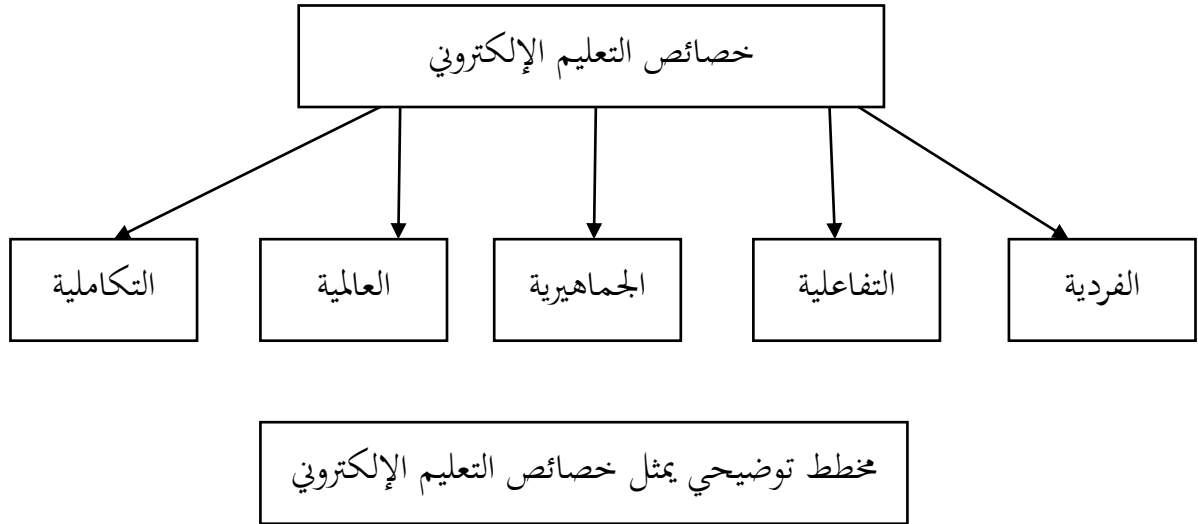 خصائص التعليم الإلكتروني
الفردية
التفاعلية
الجماهيرية
العالمية
التكاملية
مخطط توضيحي يمثل خصائص التعليم الإلكتروني